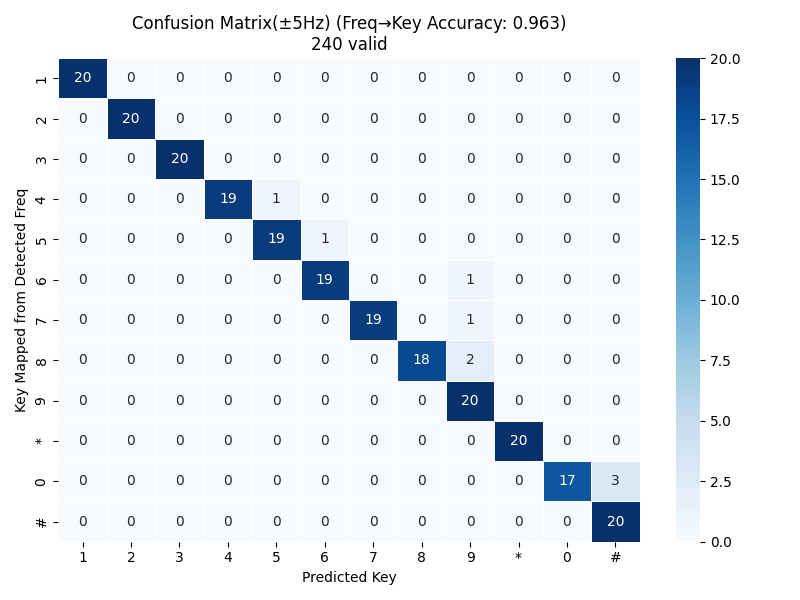 Confusion Matrix(±5Hz) (Freq→Key Accuracy: 0.963)
240 valid
Key Mapped from Detected Freq
1 20 0 0 0 0 0 0 0 0 0 0 0
2 0 20 0 0 0 0 0 0 0 0 0 0
3 0 0 20 0 0 0 0 0 0 0 0 0
4 0 0 0 19 1 0 0 0 0 0 0 0
5 0 0 0 0 19 1 0 0 0 0 0 0
6 0 0 0 0 0 19 0 0 1 0 0 0
7 0 0 0 0 0 0 19 0 1 0 0 0
8 0 0 0 0 0 0 0 18 2 0 0 0
9 0 0 0 0 0 0 0 0 20 0 0 0
* 0 0 0 0 0 0 0 0 0 20 0 0
0 0 0 0 0 0 0 0 0 0 0 17 3
# 0 0 0 0 0 0 0 0 0 0 0 20
1 2 3 4 5 6 7 8 9 * 0 #
Predicted Key
20.0
17.5
15.0
12.5
10.0
7.5
5.0
2.5
0.0